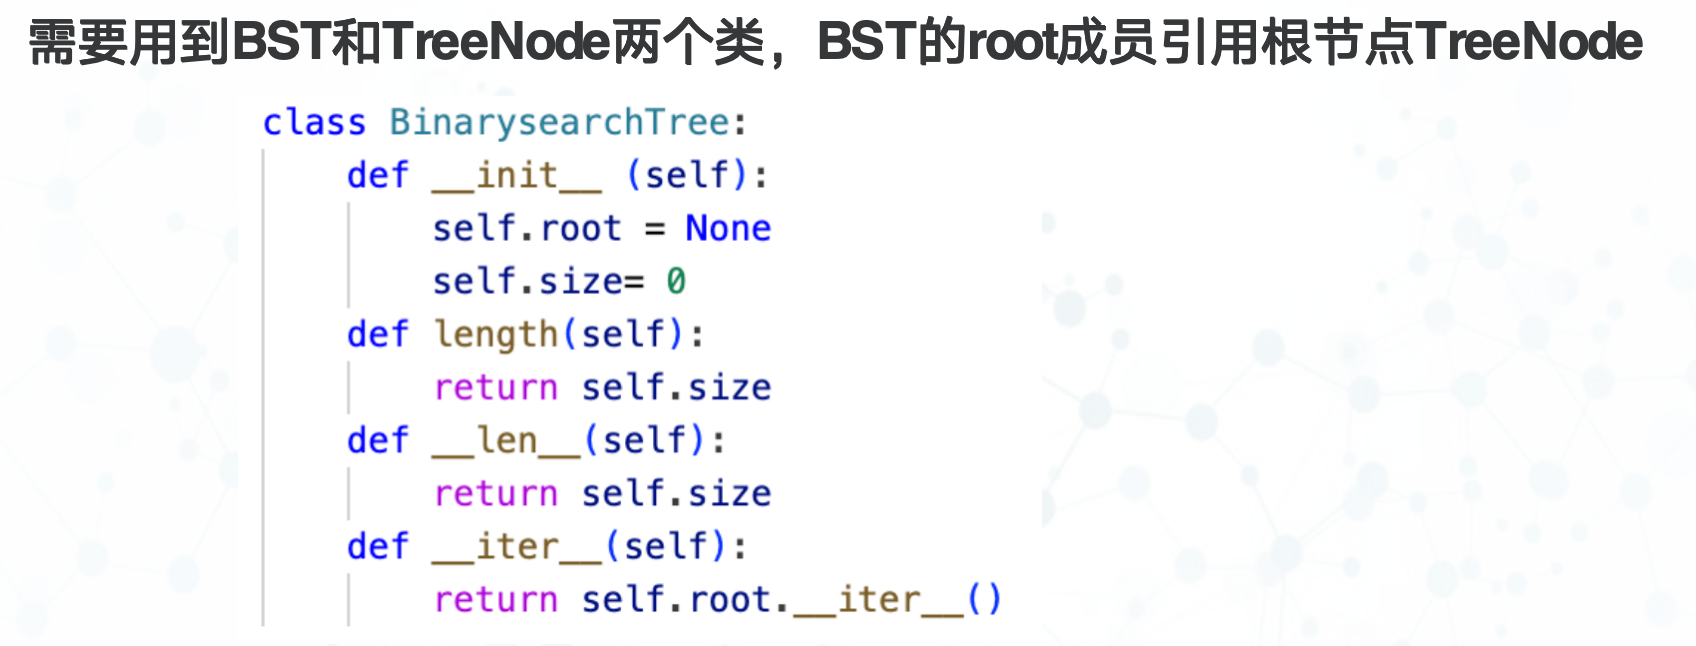 需要用到BST和TreeNode两个类，BST的root成员引用根节点TreeNode
class BinarysearchTree:
    def __init__ (self):
        self.root = None
        self.size= 0
    def length(self):
        return self.size
    def __len__(self):
        return self.size
    def __iter__(self):
        return self.root.__iter__()